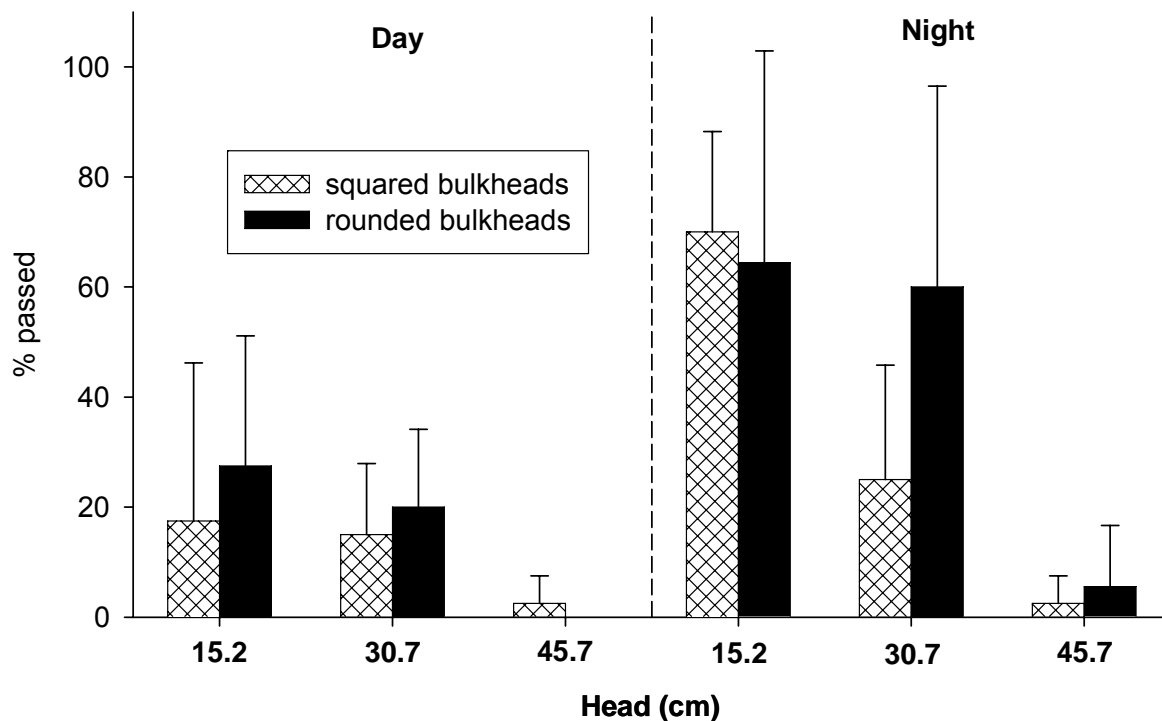 Day
Night
squared bulkheads
rounded bulkheads
% passed
100
80
60
40
20
0
15.2 30.7 45.7 15.2 30.7 45.7
Head (cm)